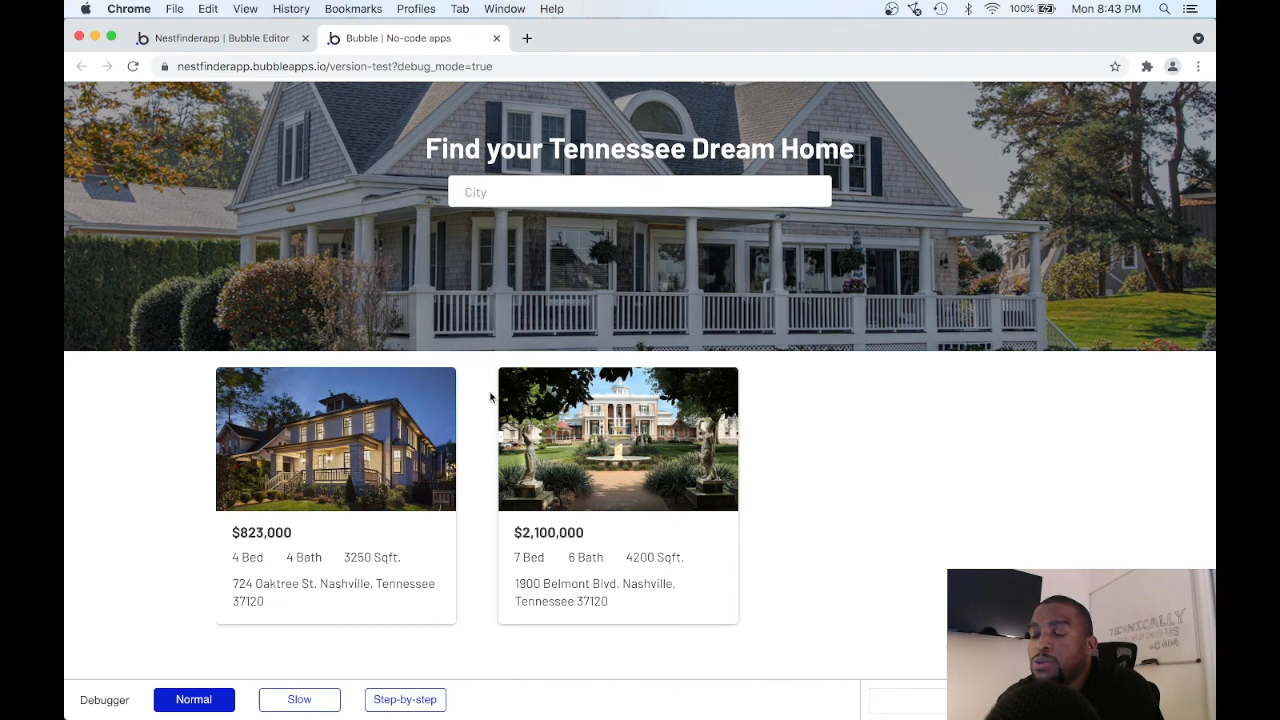 Chrome File Edit View History Bookmarks Profiles Tab Window Help 100% Mon 8:43 PM
Nestfinderapp | Bubble Editor Bubble | No-code apps
nestfinderapp.bubbleapps.io/version-test?debug_mode=true
Find your Tennessee Dream Home
City
$823,000
4 Bed 4 Bath 3250 Sqft.
724 Oaktree St. Nashville, Tennessee
37120
$2,100,000
7 Bed 6 Bath 4200 Sqft.
1900 Belmont Blvd. Nashville,
Tennessee 37120
TECHNICALLY
.COM
Debugger Normal Slow Step-by-step